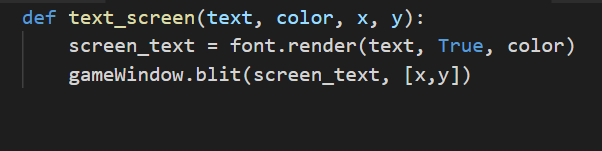 def text_screen(text, color, x, y):
    screen_text = font.render(text, True, color)
    gameWindow.blit(screen_text, [x,y])